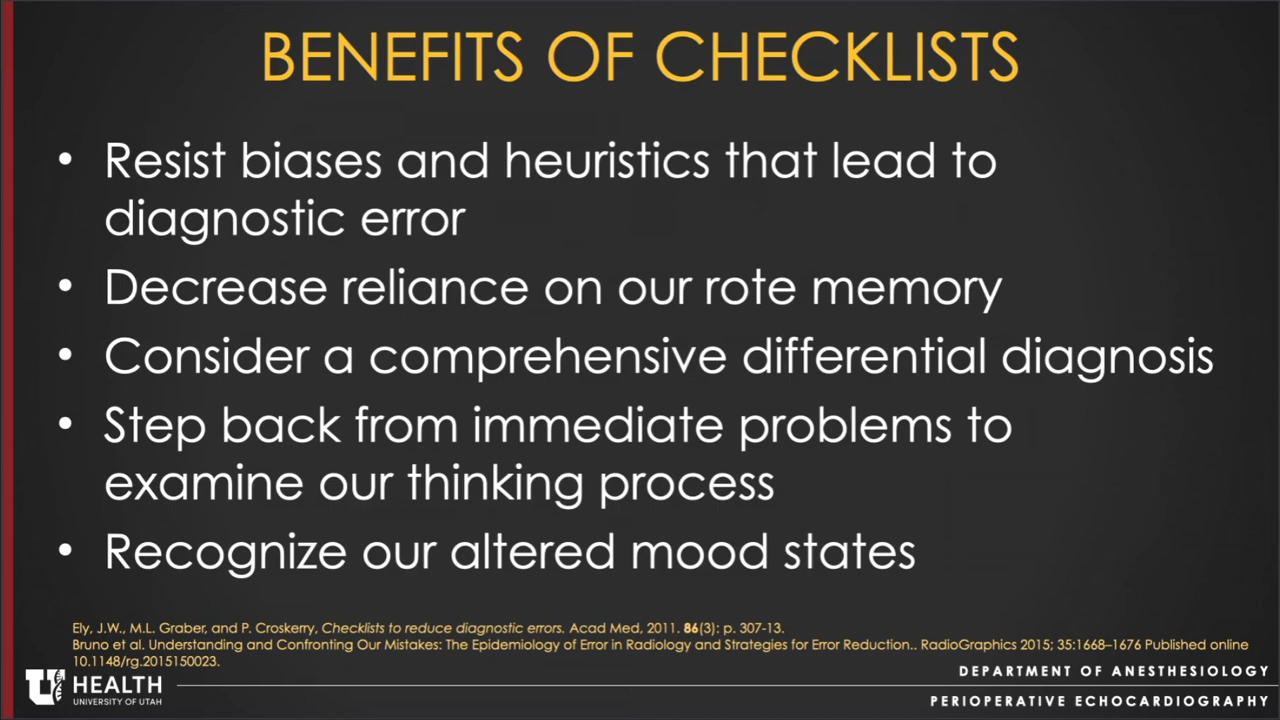 BENEFITS OF CHECKLISTS
• Resist biases and heuristics that lead to
diagnostic error
• Decrease reliance on our rote memory
• Consider a comprehensive differential diagnosis
• Step back from immediate problems to
examine our thinking process
• Recognize our altered mood states
Ely, J.W., M.L. Graber, and P. Croskerry, Checklists to reduce diagnostic errors. Acad Med, 2011. 86(3): p. 307-13.
Bruno et al. Understanding and Confronting Our Mistakes: The Epidemiology of Error in Radiology and Strategies for Error Reduction.. RadioGraphics 2015; 35:1668–1676 Published online
10.1148/rg.2015150023.
U HEALTH
UNIVERSITY OF UTAH
DEPARTMENT OF ANESTHESIOLOGY
PERIOPERATIVE ECHOCARDIOGRAPHY